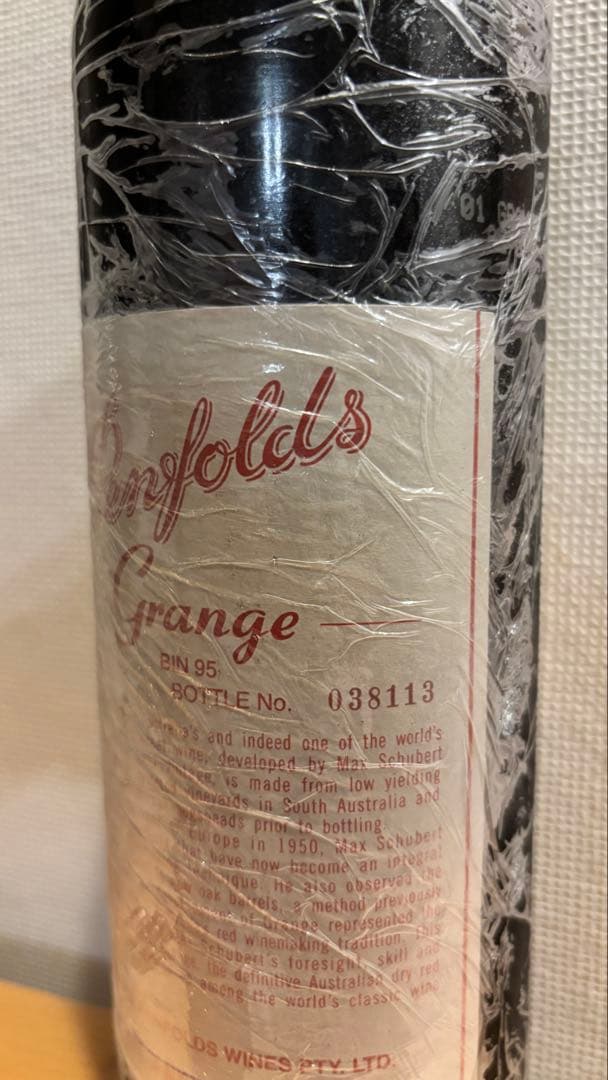 01
Penfolds
Grange
BIN 95
BOTTLE No. 038113
and indeed one of the world's
wine, developed by Max Schubert
is made from low yielding
vineyards in South Australia and
prior to bottling.
Europe in 1950, Max Schubert
have now become an integral
He also observed the
oak barrels, a method previously
of Grange represented the
red winemaking tradition. This
Schubert's foresight, skill and
the definitive Australian dry red
among the world's classic wine
PENFOLDS WINES PTY. LTD.